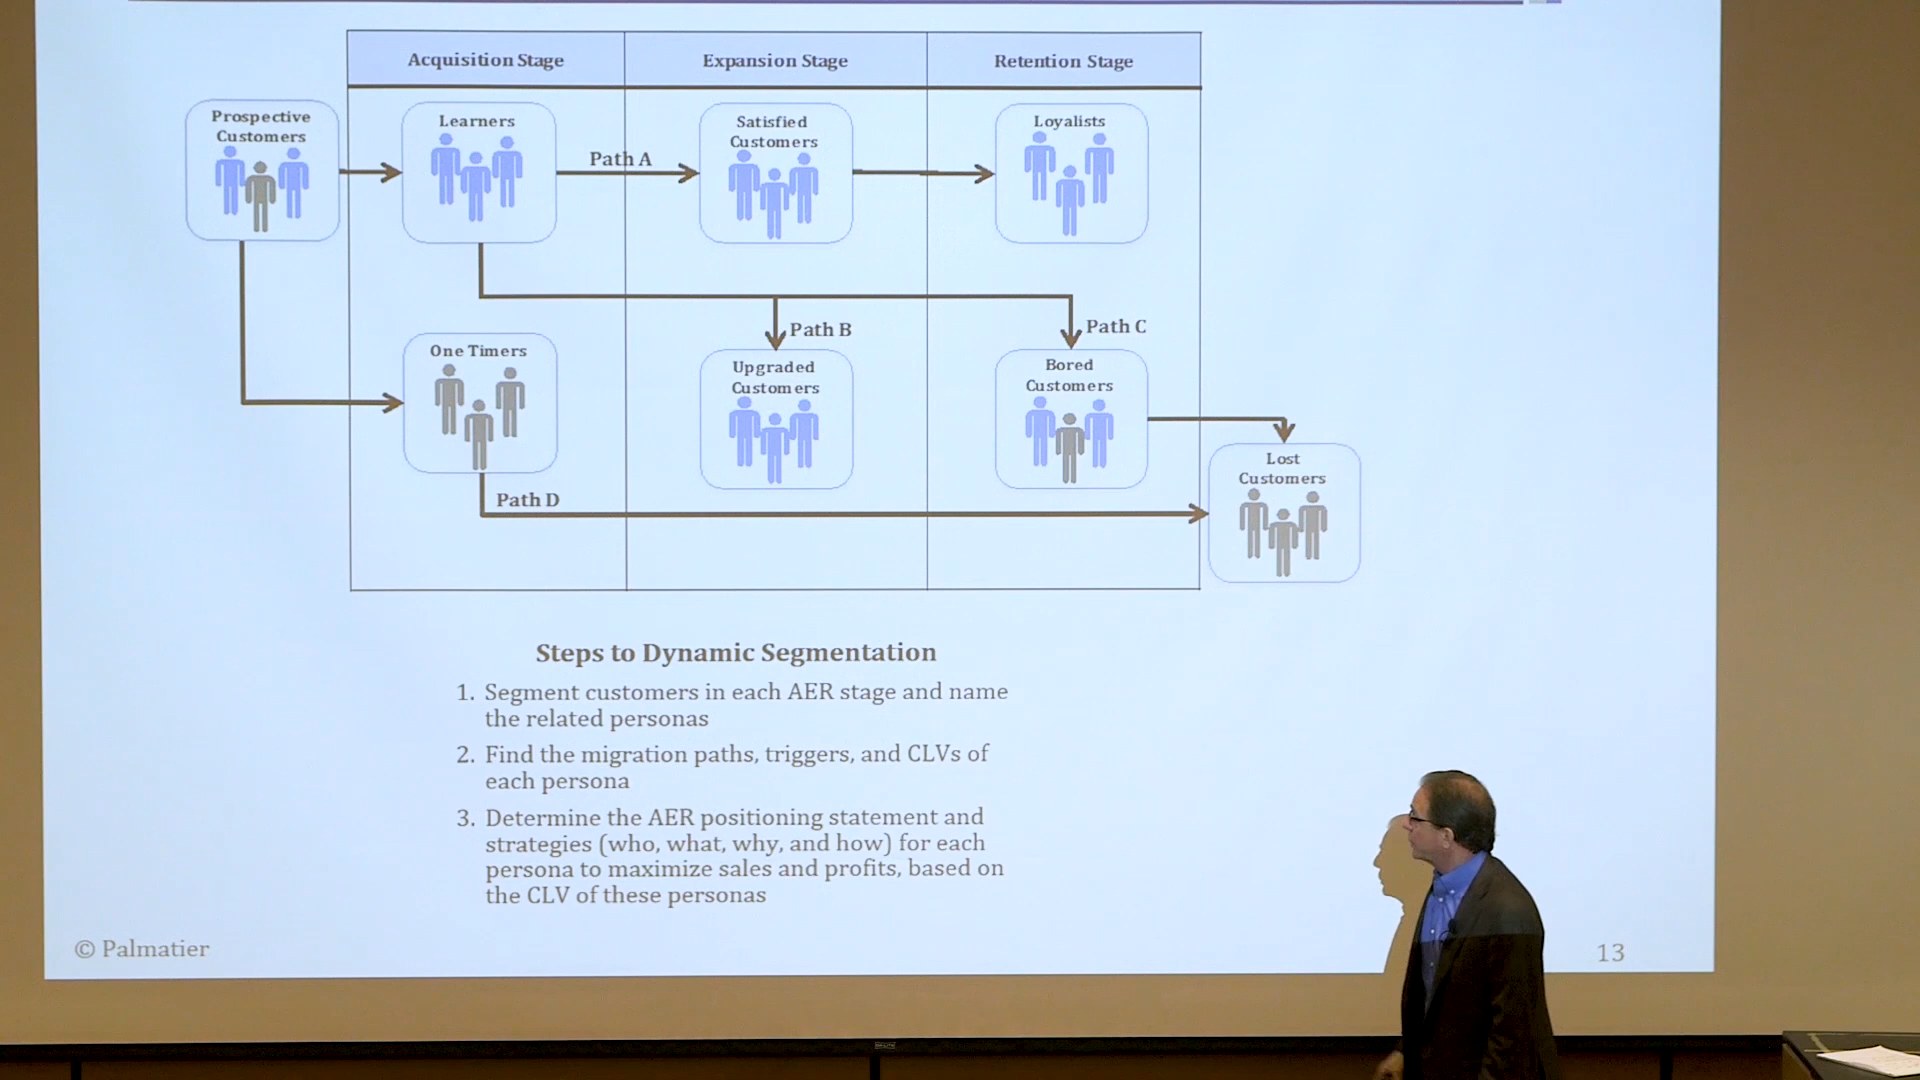 Acquisition Stage
Expansion Stage
Retention Stage
Prospective
Customers
Learners
Path A
Satisfied
Customers
Loyalists
Path B
Path C
One Timers
Upgraded
Customers
Bored
Customers
Lost
Customers
Path D
Steps to Dynamic Segmentation
1. Segment customers in each AER stage and name
the related personas
2. Find the migration paths, triggers, and CLVs of
each persona
3. Determine the AER positioning statement and
strategies (who, what, why, and how) for each
persona to maximize sales and profits, based on
the CLV of these personas
© Palmatier
13